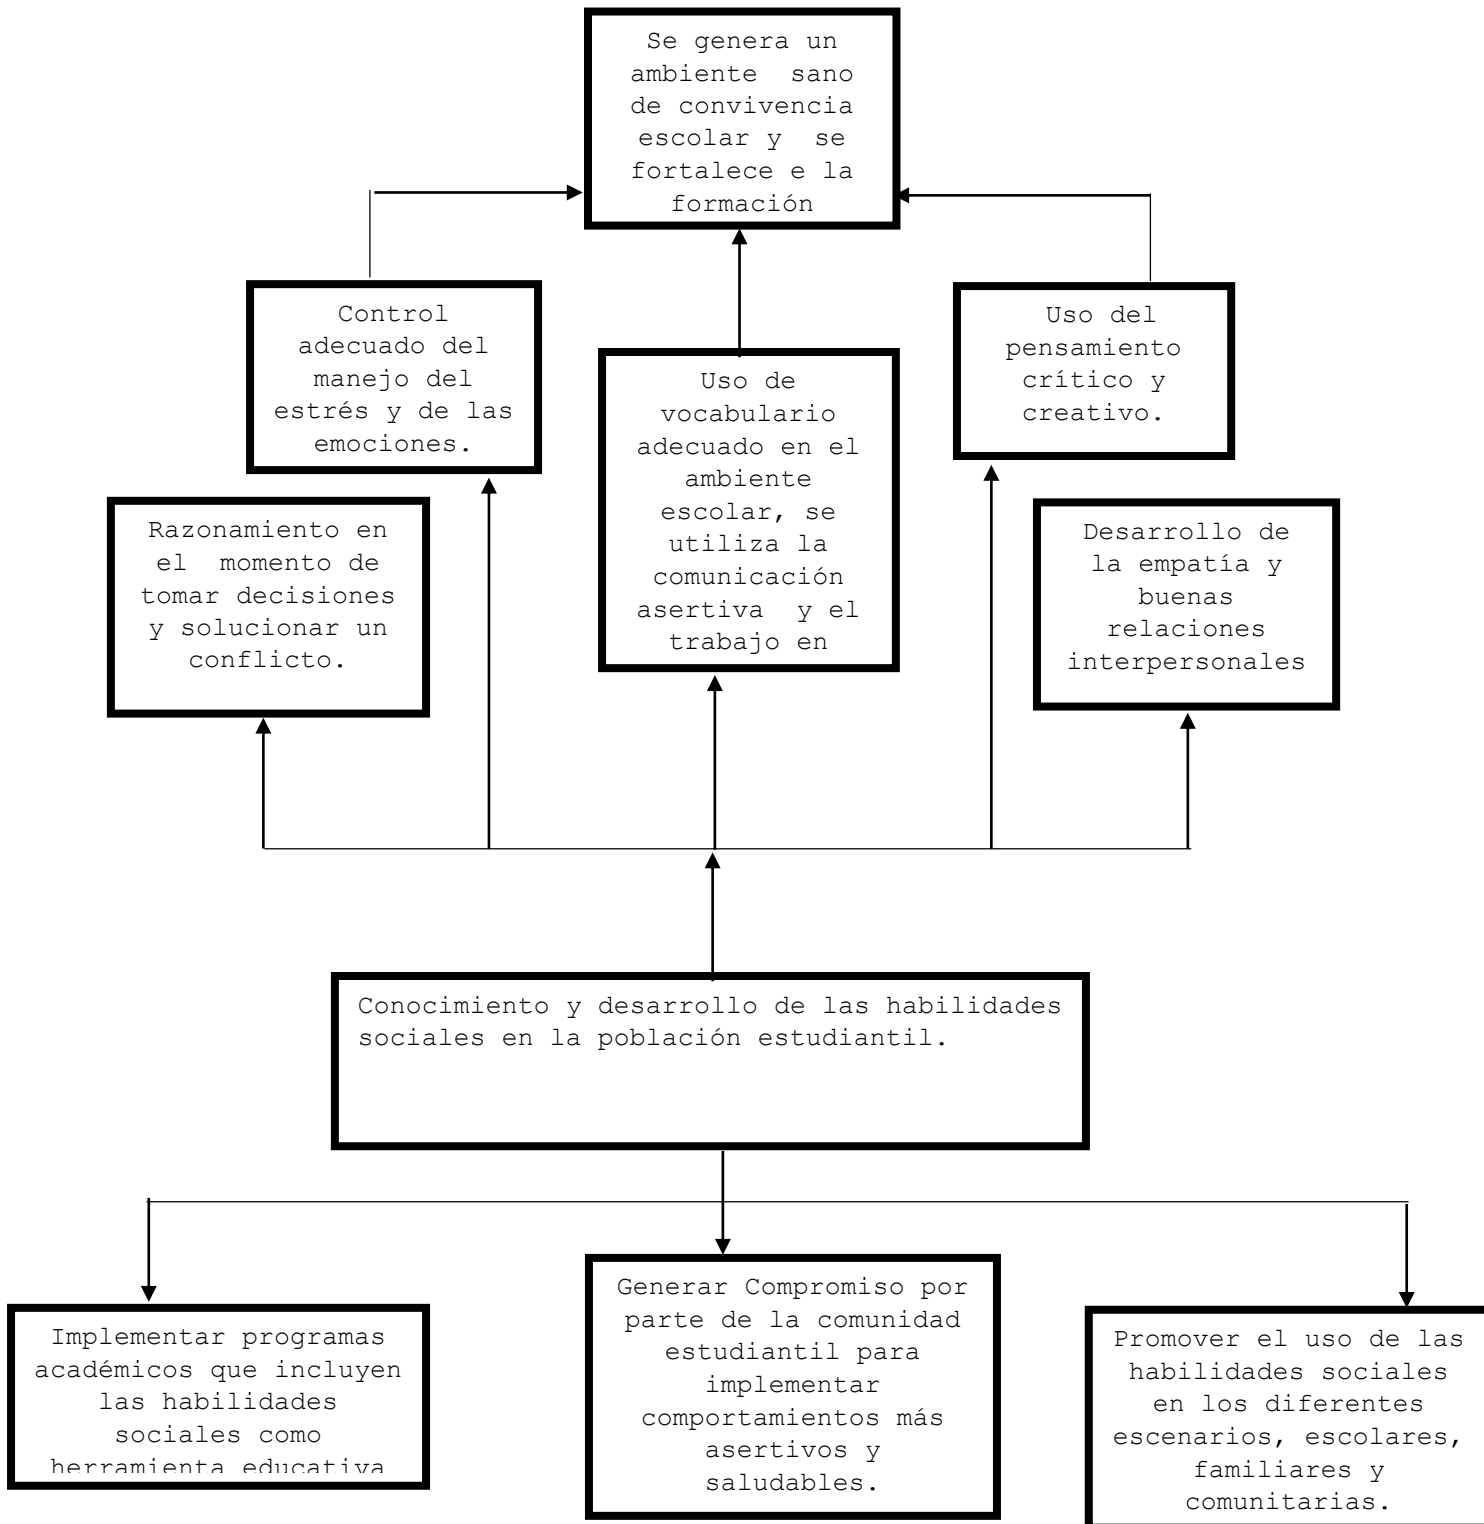 Se genera un
ambiente  sano
de convivencia
escolar y  se
fortalece e la
formación
Control
adecuado del
manejo del
estrés y de las
emociones.
Uso de
vocabulario
adecuado en el
ambiente
escolar, se
utiliza la
comunicación
asertiva  y el
trabajo en
Uso del
pensamiento
crítico y
creativo.
Razonamiento en
el  momento de
tomar decisiones
y solucionar un
conflicto.
Desarrollo de
la empatía y
buenas
relaciones
interpersonales
Conocimiento y desarrollo de las habilidades
sociales en la población estudiantil.
Implementar programas
académicos que incluyen
las habilidades
sociales como
herramienta educativa
Generar Compromiso por
parte de la comunidad
estudiantil para
implementar
comportamientos más
asertivos y
saludables.
Promover el uso de las
habilidades sociales
en los diferentes
escenarios, escolares,
familiares y
comunitarias.